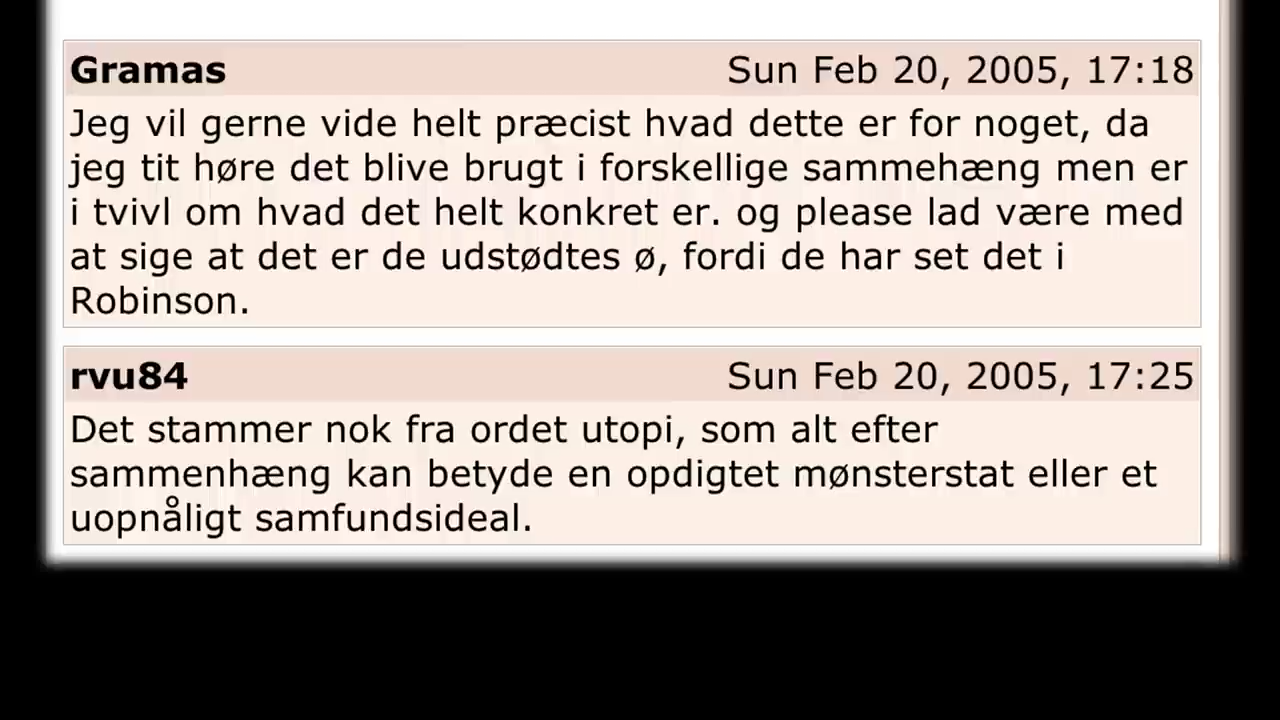 Gramas Sun Feb 20, 2005, 17:18
Jeg vil gerne vide helt præcist hvad dette er for noget, da
jeg tit høre det blive brugt i forskellige sammehæng men er
i tvivl om hvad det helt konkret er. og please lad være med
at sige at det er de udstødtes ø, fordi de har set det i
Robinson.
rvu84 Sun Feb 20, 2005, 17:25
Det stammer nok fra ordet utopi, som alt efter
sammenhæng kan betyde en opdigtet mønsterstat eller et
uopnåligt samfundsideal.